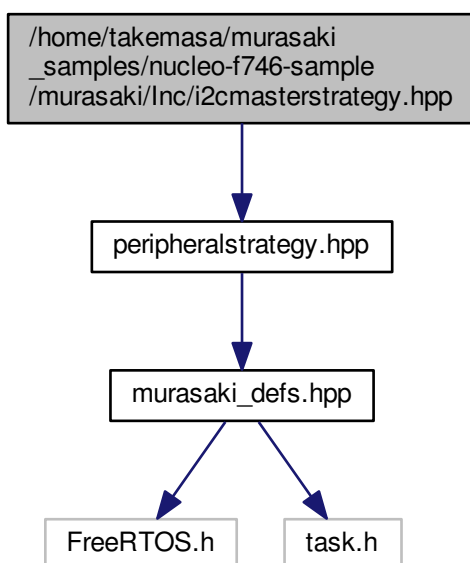 /home/takemasa/murasaki
_samples/nucleo-f746-sample
/murasaki/Inc/i2cmasterstrategy.hpp
peripheralstrategy.hpp
murasaki_defs.hpp
FreeRTOS.h
task.h